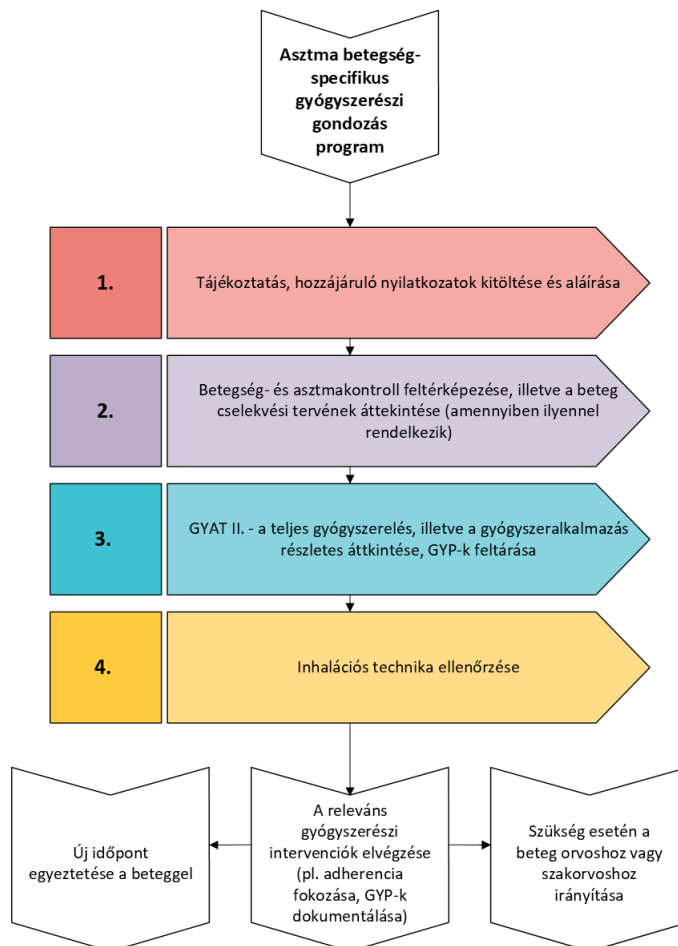 Asztma betegség-
specifikus
gyógyszerészi
gondozás
program
1.
Tájékoztatás, hozzájáruló nyilatkozatok kitöltése és aláírása
2.
Betegség- és asztmakontroll feltérképezése, illetve a beteg
cselekvési tervének áttekintése (amennyiben ilyennel
rendelkezik)
3.
GYAT II. - a teljes gyógyszerelés, illetve a gyógyszeralkalmazás
részletes áttkintése, GYP-k feltárása
4.
Inhalációs technika ellenőrzése
Új időpont
egyeztetése a beteggel
A releváns
gyógyszerészi
intervenciók elvégzése
(pl. adherencia
fokozása, GYP-k
dokumentálása)
Szükség esetén a
beteg orvoshoz vagy
szakorvoshoz
irányítása